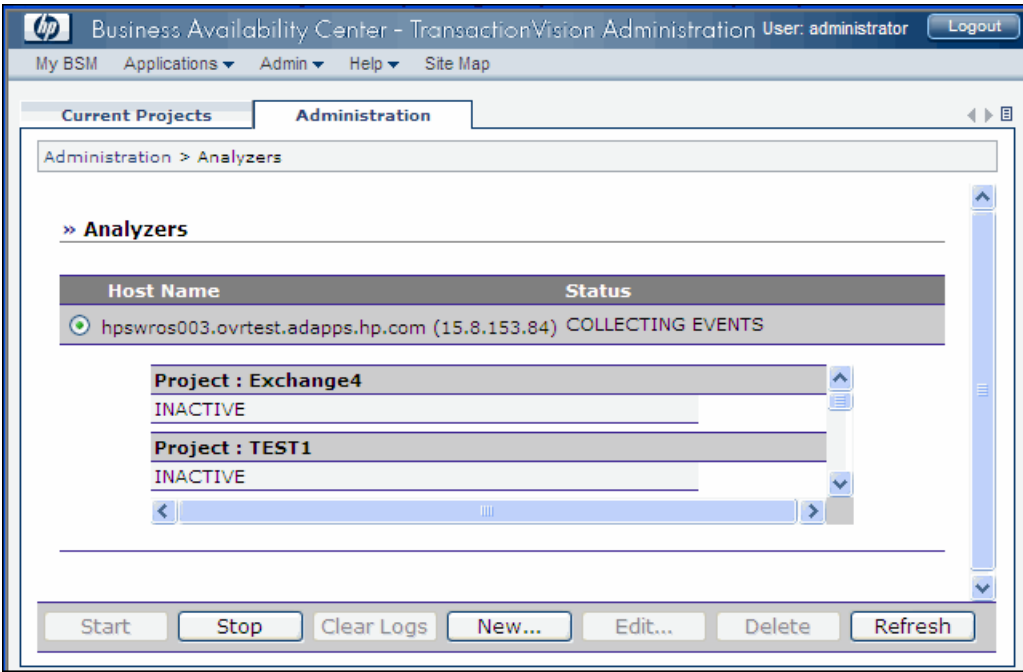 hp Business Availability Center - TransactionVision Administration User: administrator Logout
My BSM Applications Admin Help Site Map
Current Projects Administration
Administration > Analyzers
» Analyzers
Host Name Status
hpswros003.ovrtest.adapps.hp.com (15.8.153.84) COLLECTING EVENTS
Project : Exchange4
INACTIVE
Project : TEST1
INACTIVE
Start Stop Clear Logs New... Edit... Delete Refresh